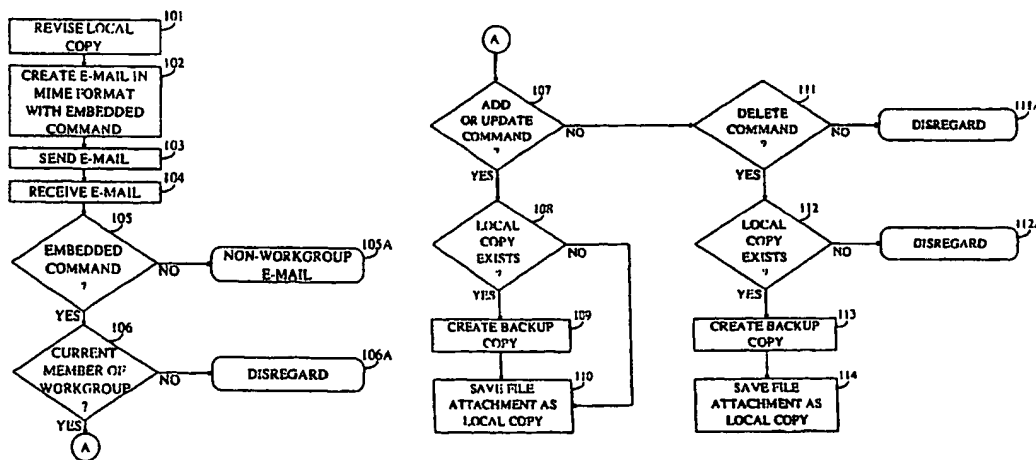 101
REVISE LOCAL
COPY
102
CREATE E-MAIL IN
MIME FORMAT
WITH EMBEDDED
COMMAND
103
SEND E-MAIL
104
RECEIVE E-MAIL
105
EMBEDDED
COMMAND
?
NO
105A
NON-WORKGROUP
E-MAIL
YES
106
CURRENT
MEMBER OF
WORKGROUP
?
NO
106A
DISREGARD
YES
A
A
107
ADD
OR UPDATE
COMMAND
?
NO
YES
108
LOCAL
COPY
EXISTS
?
NO
YES
109
CREATE BACKUP
COPY
110
SAVE FILE
ATTACHMENT AS
LOCAL COPY
111
DELETE
COMMAND
?
NO
111A
DISREGARD
YES
112
LOCAL
COPY
EXISTS
?
NO
112A
DISREGARD
YES
113
CREATE BACKUP
COPY
114
SAVE FILE
ATTACHMENT AS
LOCAL COPY